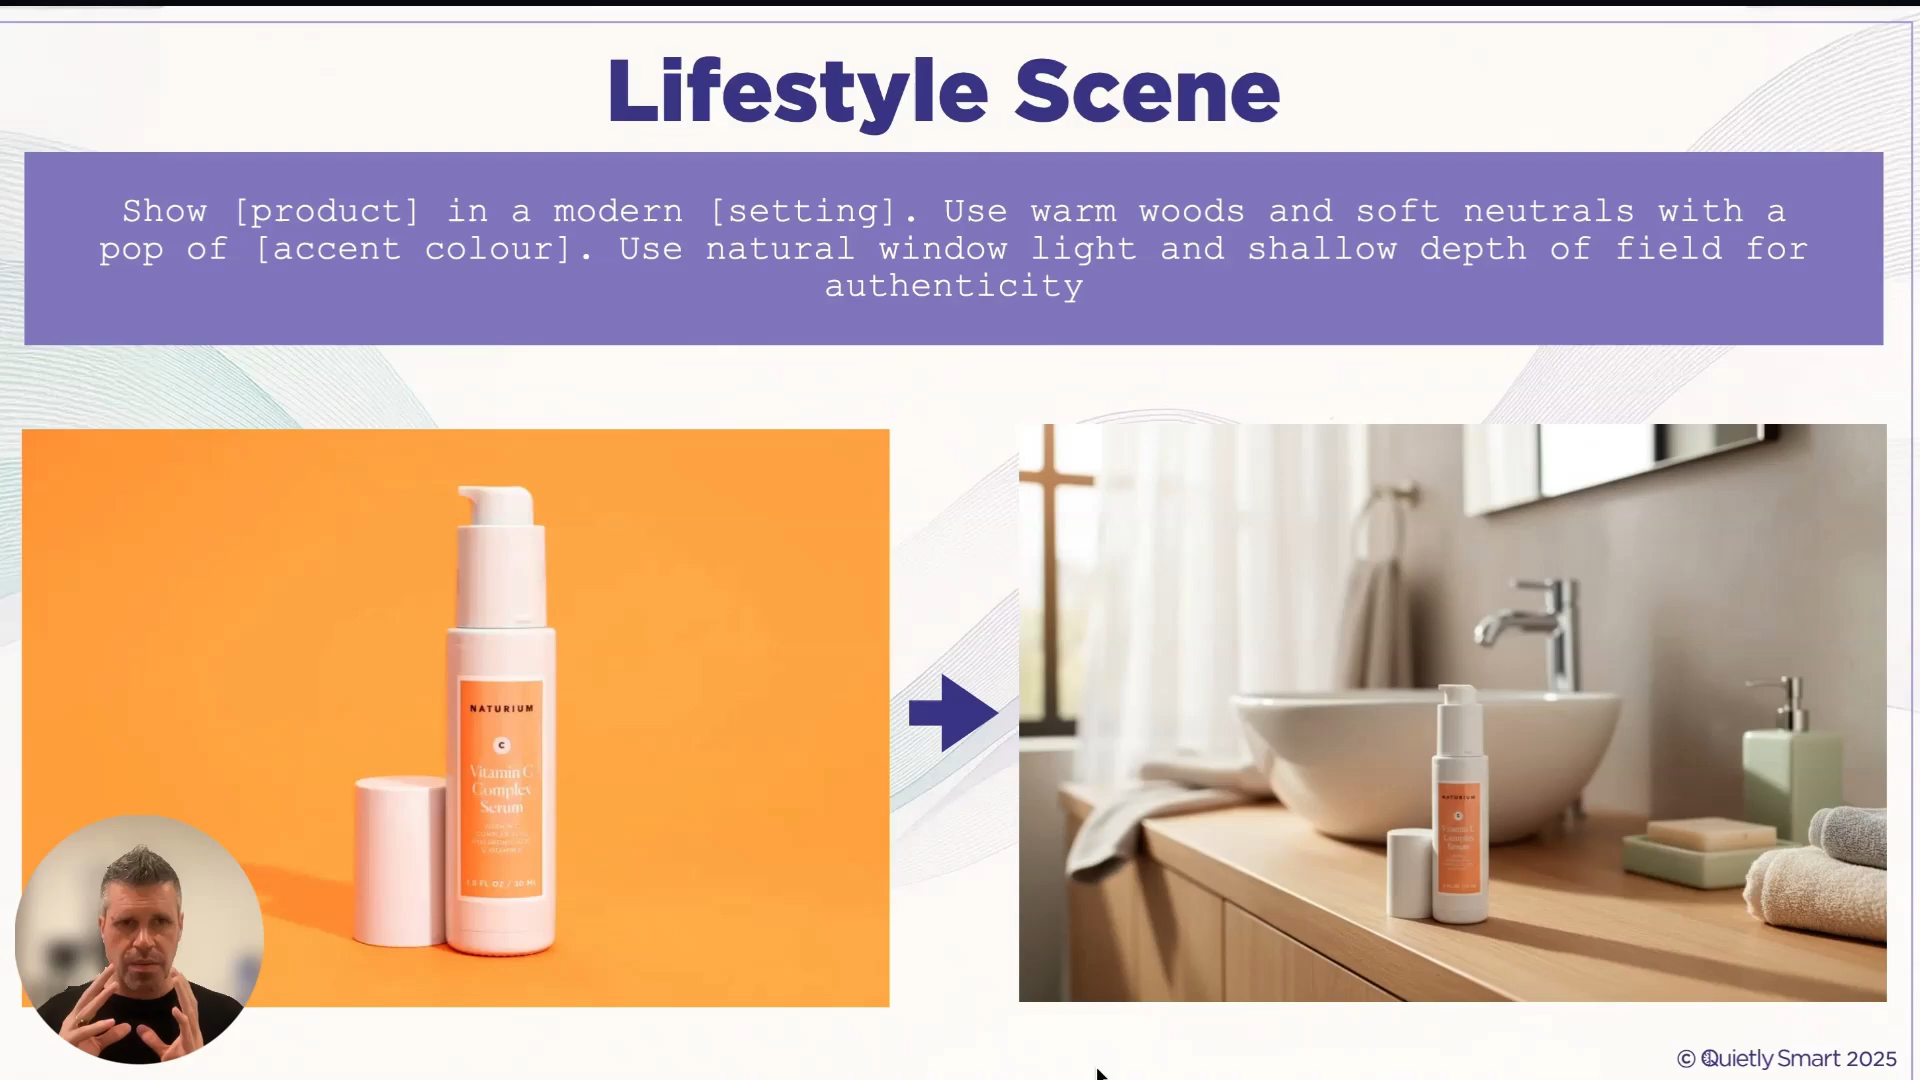 Lifestyle Scene
Show [product] in a modern [setting]. Use warm woods and soft neutrals with a
pop of [accent colour]. Use natural window light and shallow depth of field for
authenticity
NATURIUM
C
Vitamin C
Complex
Serum
NATURIUM
© Quietly Smart 2025